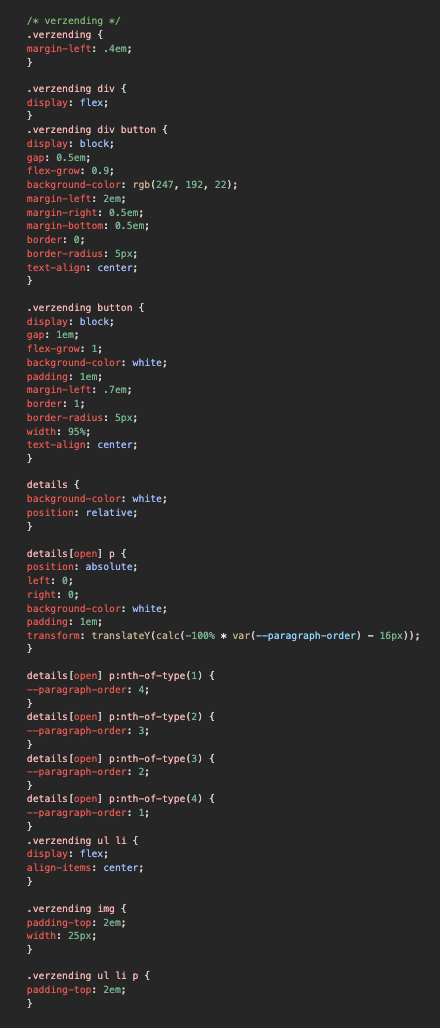 /* verzending */
.verzending {
margin-left: .4em;
}
.verzending div {
display: flex;
}
.verzending div button {
display: block;
gap: 0.5em;
flex-grow: 0.9;
background-color: rgb(247, 192, 22);
margin-left: 2em;
margin-right: 0.5em;
margin-bottom: 0.5em;
border: 0;
border-radius: 5px;
text-align: center;
}
.verzending button {
display: block;
gap: 1em;
flex-grow: 1;
background-color: white;
padding: 1em;
margin-left: .7em;
border: 1;
border-radius: 5px;
width: 95%;
text-align: center;
}
details {
background-color: white;
position: relative;
}
details[open] p {
position: absolute;
left: 0;
right: 0;
background-color: white;
padding: 1em;
transform: translateY(calc(-100% * var(--paragraph-order) - 16px));
}
details[open] p:nth-of-type(1) {
--paragraph-order: 4;
}
details[open] p:nth-of-type(2) {
--paragraph-order: 3;
}
details[open] p:nth-of-type(3) {
--paragraph-order: 2;
}
details[open] p:nth-of-type(4) {
--paragraph-order: 1;
}
.verzending ul li {
display: flex;
align-items: center;
}
.verzending img {
padding-top: 2em;
width: 25px;
}
.verzending ul li p {
padding-top: 2em;
}